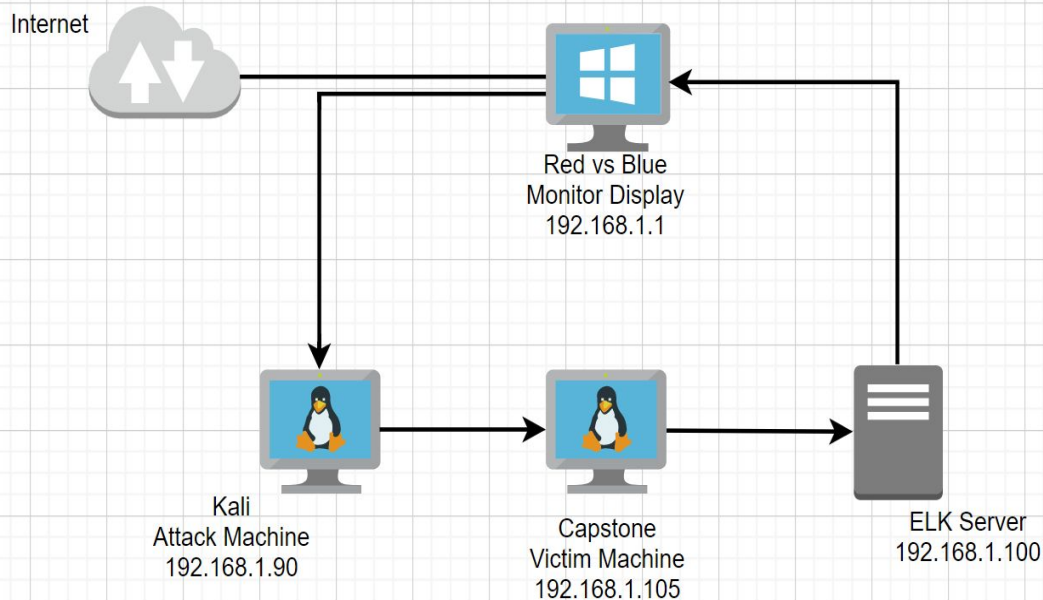 Internet
Red vs Blue
Monitor Display
192.168.1.1
Kali
Attack Machine
192.168.1.90
Capstone
Victim Machine
192.168.1.105
ELK Server
192.168.1.100